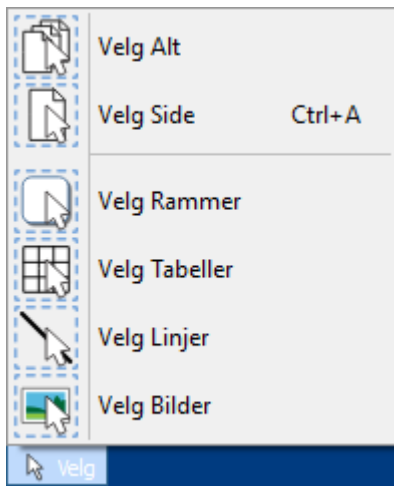 Velg Alt
Velg Side Ctrl+A
Velg Rammer
Velg Tabeller
Velg Linjer
Velg Bilder
Velg